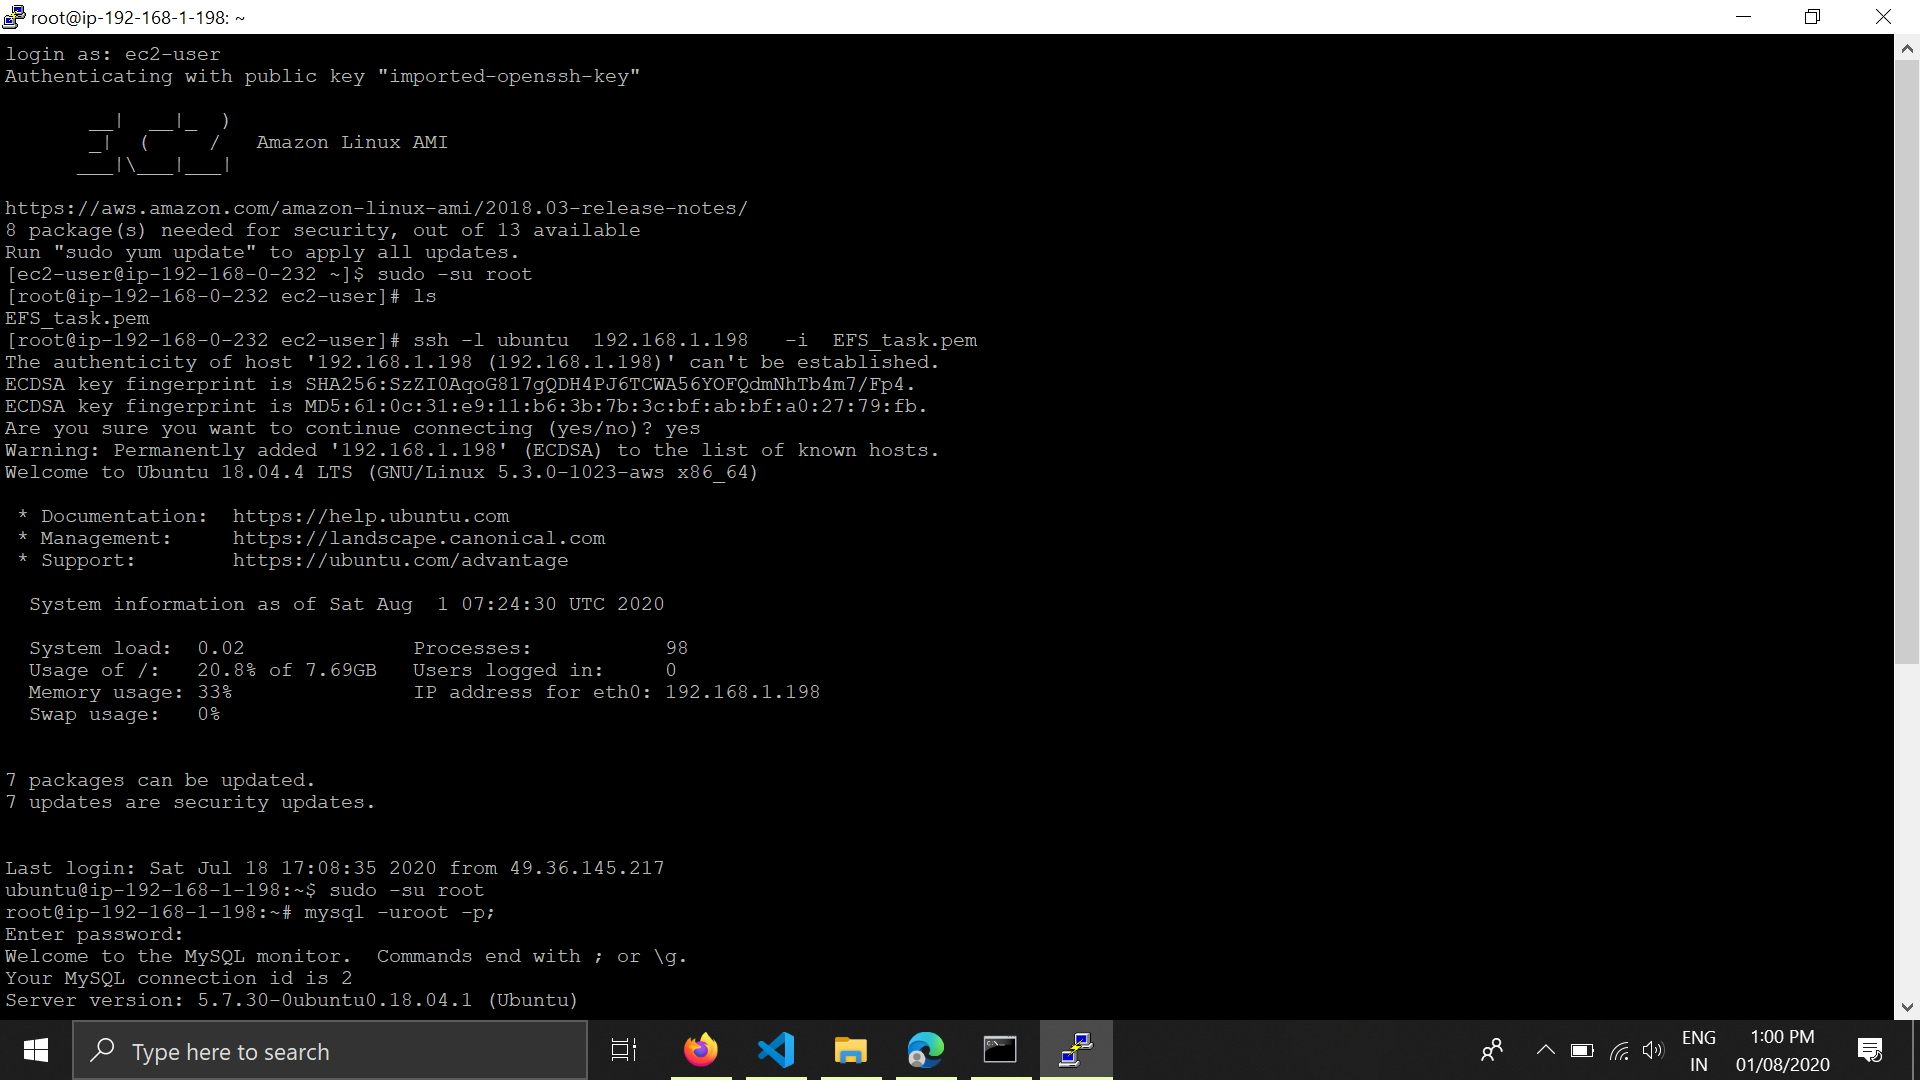 root@ip-192-168-1-198: ~
login as: ec2-user
Authenticating with public key "imported-openssh-key"
       __|  __|_  )
       _|  (     /   Amazon Linux AMI
      ___|\___|___|
https://aws.amazon.com/amazon-linux-ami/2018.03-release-notes/
8 package(s) needed for security, out of 13 available
Run "sudo yum update" to apply all updates.
[ec2-user@ip-192-168-0-232 ~]$ sudo -su root
[root@ip-192-168-0-232 ec2-user]# ls
EFS_task.pem
[root@ip-192-168-0-232 ec2-user]# ssh -l ubuntu  192.168.1.198   -i  EFS_task.pem
The authenticity of host '192.168.1.198 (192.168.1.198)' can't be established.
ECDSA key fingerprint is SHA256:SzZI0AqoG817gQDH4PJ6TCWA56YOFQdmNhTb4m7/Fp4.
ECDSA key fingerprint is MD5:61:0c:31:e9:11:b6:3b:7b:3c:bf:ab:bf:a0:27:79:fb.
Are you sure you want to continue connecting (yes/no)? yes
Warning: Permanently added '192.168.1.198' (ECDSA) to the list of known hosts.
Welcome to Ubuntu 18.04.4 LTS (GNU/Linux 5.3.0-1023-aws x86_64)
 * Documentation:  https://help.ubuntu.com
 * Management:     https://landscape.canonical.com
 * Support:        https://ubuntu.com/advantage
  System information as of Sat Aug  1 07:24:30 UTC 2020
  System load:  0.02              Processes:           98
  Usage of /:   20.8% of 7.69GB   Users logged in:     0
  Memory usage: 33%               IP address for eth0: 192.168.1.198
  Swap usage:   0%
7 packages can be updated.
7 updates are security updates.
Last login: Sat Jul 18 17:08:35 2020 from 49.36.145.217
ubuntu@ip-192-168-1-198:~$ sudo -su root
root@ip-192-168-1-198:~# mysql -uroot -p;
Enter password:
Welcome to the MySQL monitor.  Commands end with ; or \g.
Your MySQL connection id is 2
Server version: 5.7.30-0ubuntu0.18.04.1 (Ubuntu)
Type here to search
ENG
IN
1:00 PM
01/08/2020